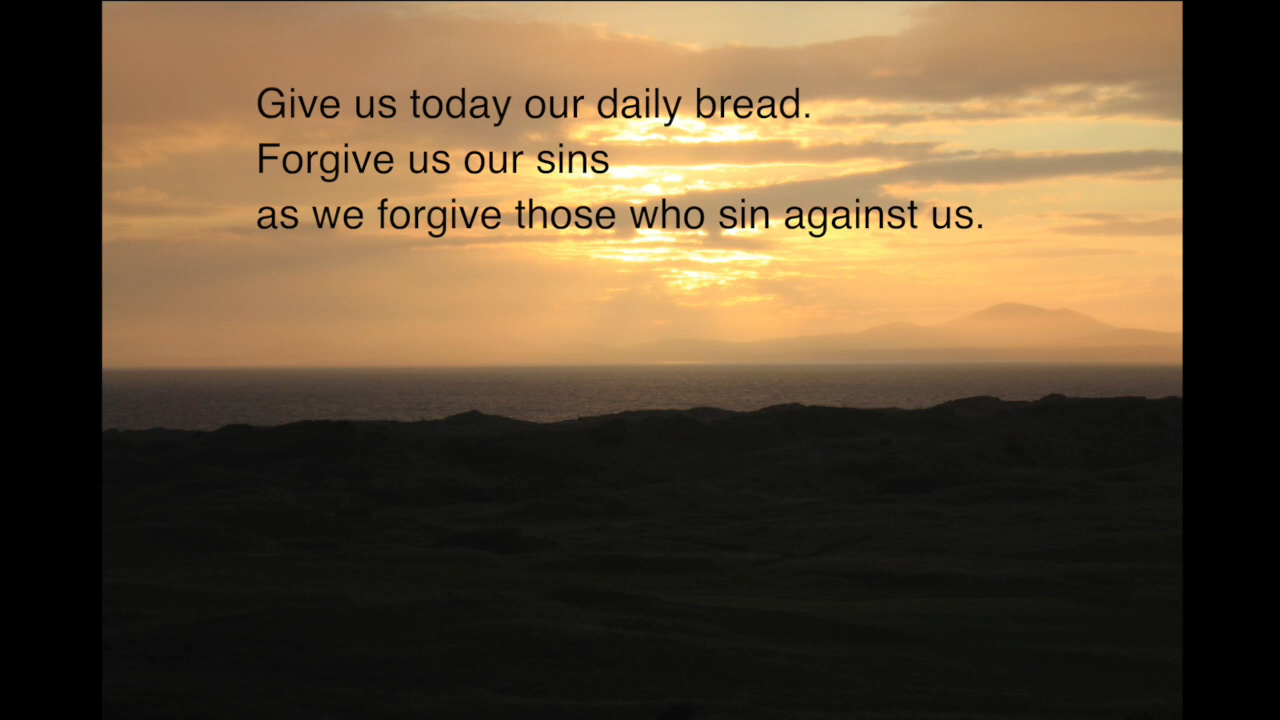 Give us today our daily bread.
Forgive us our sins
as we forgive those who sin against us.